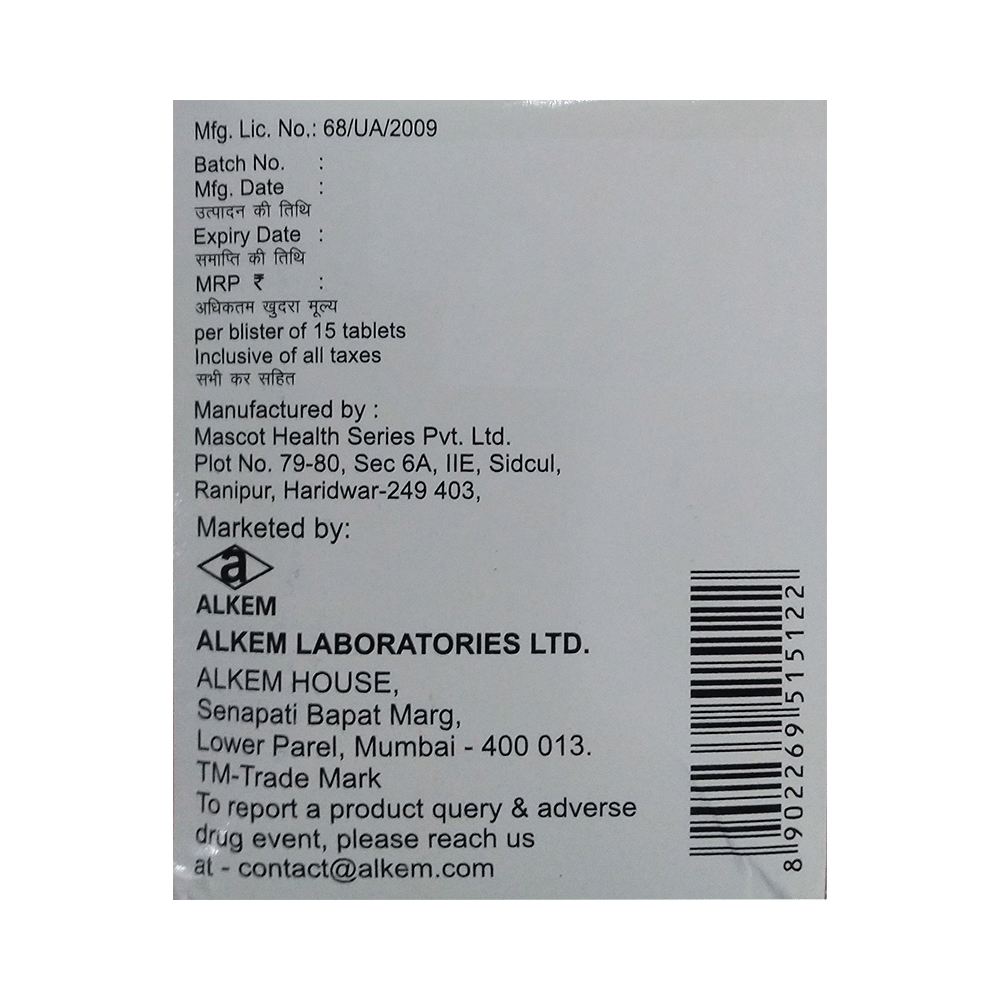 Mfg. Lic. No.: 68/UA/2009
Batch No. :
Mfg. Date :
उत्पादन की तिथि
Expiry Date :
समाप्ति की तिथि
MRP ₹ :
अधिकतम खुदरा मूल्य
per blister of 15 tablets
Inclusive of all taxes
सभी कर सहित
Manufactured by :
Mascot Health Series Pvt. Ltd.
Plot No. 79-80, Sec 6A, IIE, Sidcul,
Ranipur, Haridwar-249 403,
Marketed by:
a
ALKEM
ALKEM LABORATORIES LTD.
ALKEM HOUSE,
Senapati Bapat Marg,
Lower Parel, Mumbai - 400 013.
TM-Trade Mark
To report a product query & adverse
drug event, please reach us
at - contact@alkem.com
8 902269 515122